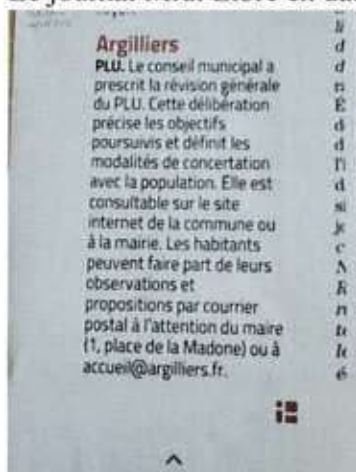 Argilliers
PLU. Le conseil municipal a
prescrit la révision générale
du PLU. Cette délibération
précise les objectifs
poursuivis et définit les
modalités de concertation
avec la population. Elle est
consultable sur le site
internet de la commune ou
à la mairie. Les habitants
peuvent faire part de leurs
observations et
propositions par courrier
postal à l'attention du maire
(1, place de la Madone) ou à
accueil@argilliers.fr.